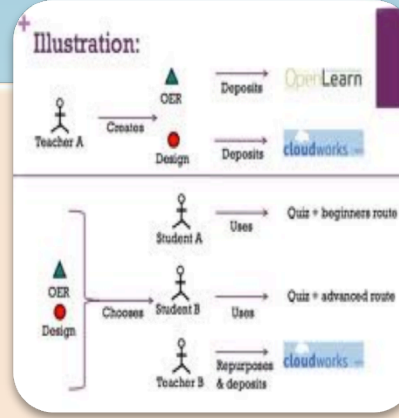 +
Illustration:
OER
Deposits
OpenLearn
Teacher A
Creates
Design
Deposits
cloudworks
Student A
Uses
Quiz + beginners route
OER
Design
Chooses
Student B
Uses
Quiz + advanced route
Teacher B
Repurposes
& deposits
cloudworks